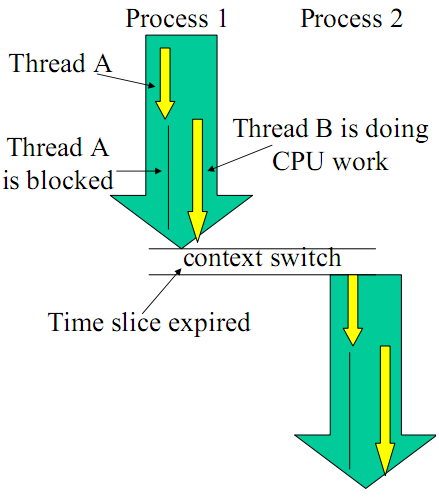 Process 1
Process 2
Thread A
Thread A
is blocked
Thread B is doing
CPU work
context switch
Time slice expired